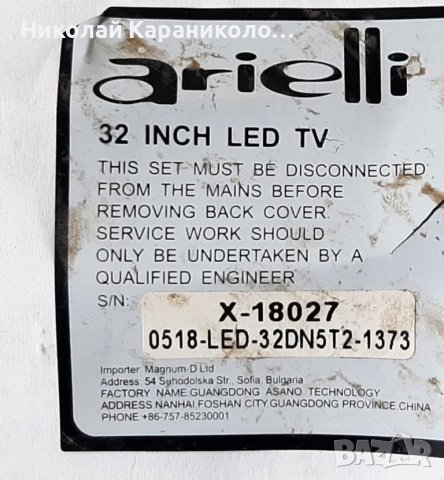 Николай Караниколо...
arielli
32 INCH LED TV
THIS SET MUST BE DISCONNECTED
FROM THE MAINS BEFORE
REMOVING BACK COVER.
SERVICE WORK SHOULD
ONLY BE UNDERTAKEN BY A
QUALIFIED ENGINEER
S/N:
X-18027
0518-LED-32DN5T2-1373
Importer: Magnum-D Ltd
Address: 54 Suhodolska Str., Sofia, Bulgaria
FACTORY NAME:GUANGDONG ASANO TECHNOLOGY
ADDRESS:NANHAI,FOSHAN CITY,GUANGDONG PROVINCE,CHINA
PHONE:+86-757-85230001
bazar